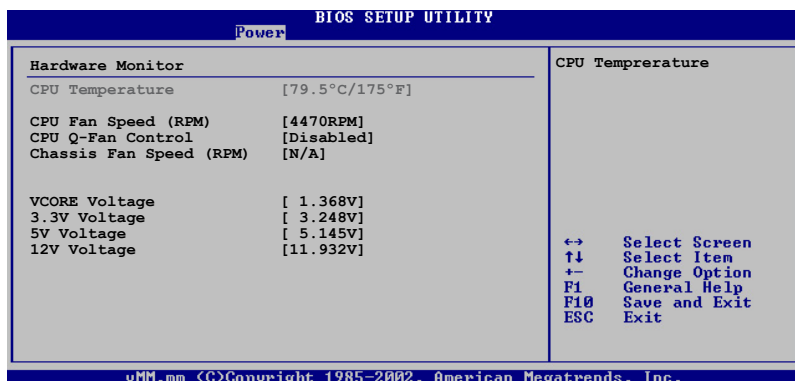 BIOS SETUP UTILITY
Power
Hardware Monitor
CPU Temperature [79.5°C/175°F]
CPU Fan Speed (RPM) [4470RPM]
CPU Q-Fan Control [Disabled]
Chassis Fan Speed (RPM) [N/A]
VCORE Voltage [ 1.368V]
3.3V Voltage [ 3.248V]
5V Voltage [ 5.145V]
12V Voltage [11.932V]
CPU Temprerature
←→ Select Screen
↑↓ Select Item
+- Change Option
F1 General Help
F10 Save and Exit
ESC Exit
vMM.mm (C)Copyright 1985-2002, American Megatrends, Inc.